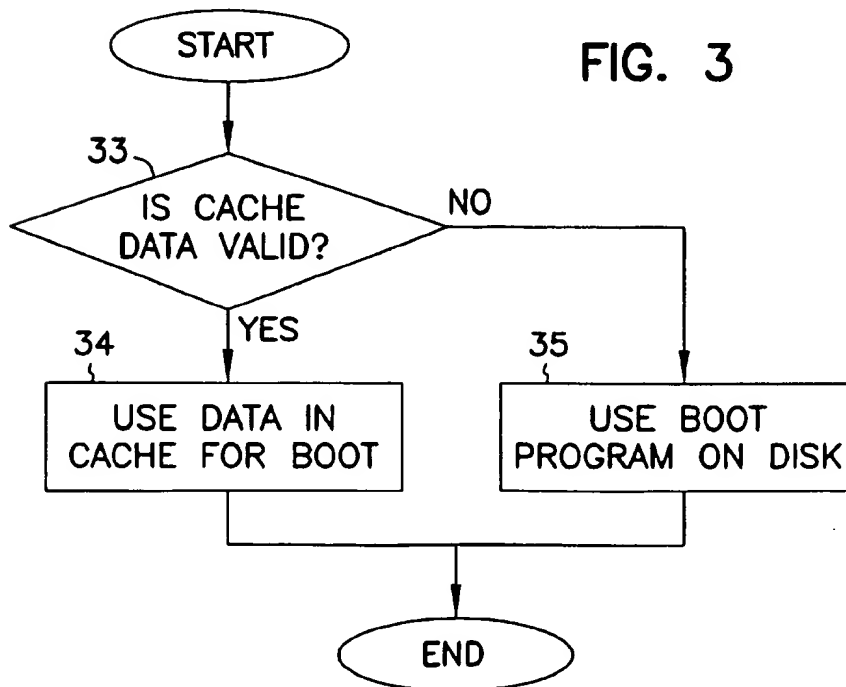 START
FIG. 3
33
IS CACHE
DATA VALID?
NO
YES
34
USE DATA IN
CACHE FOR BOOT
35
USE BOOT
PROGRAM ON DISK
END